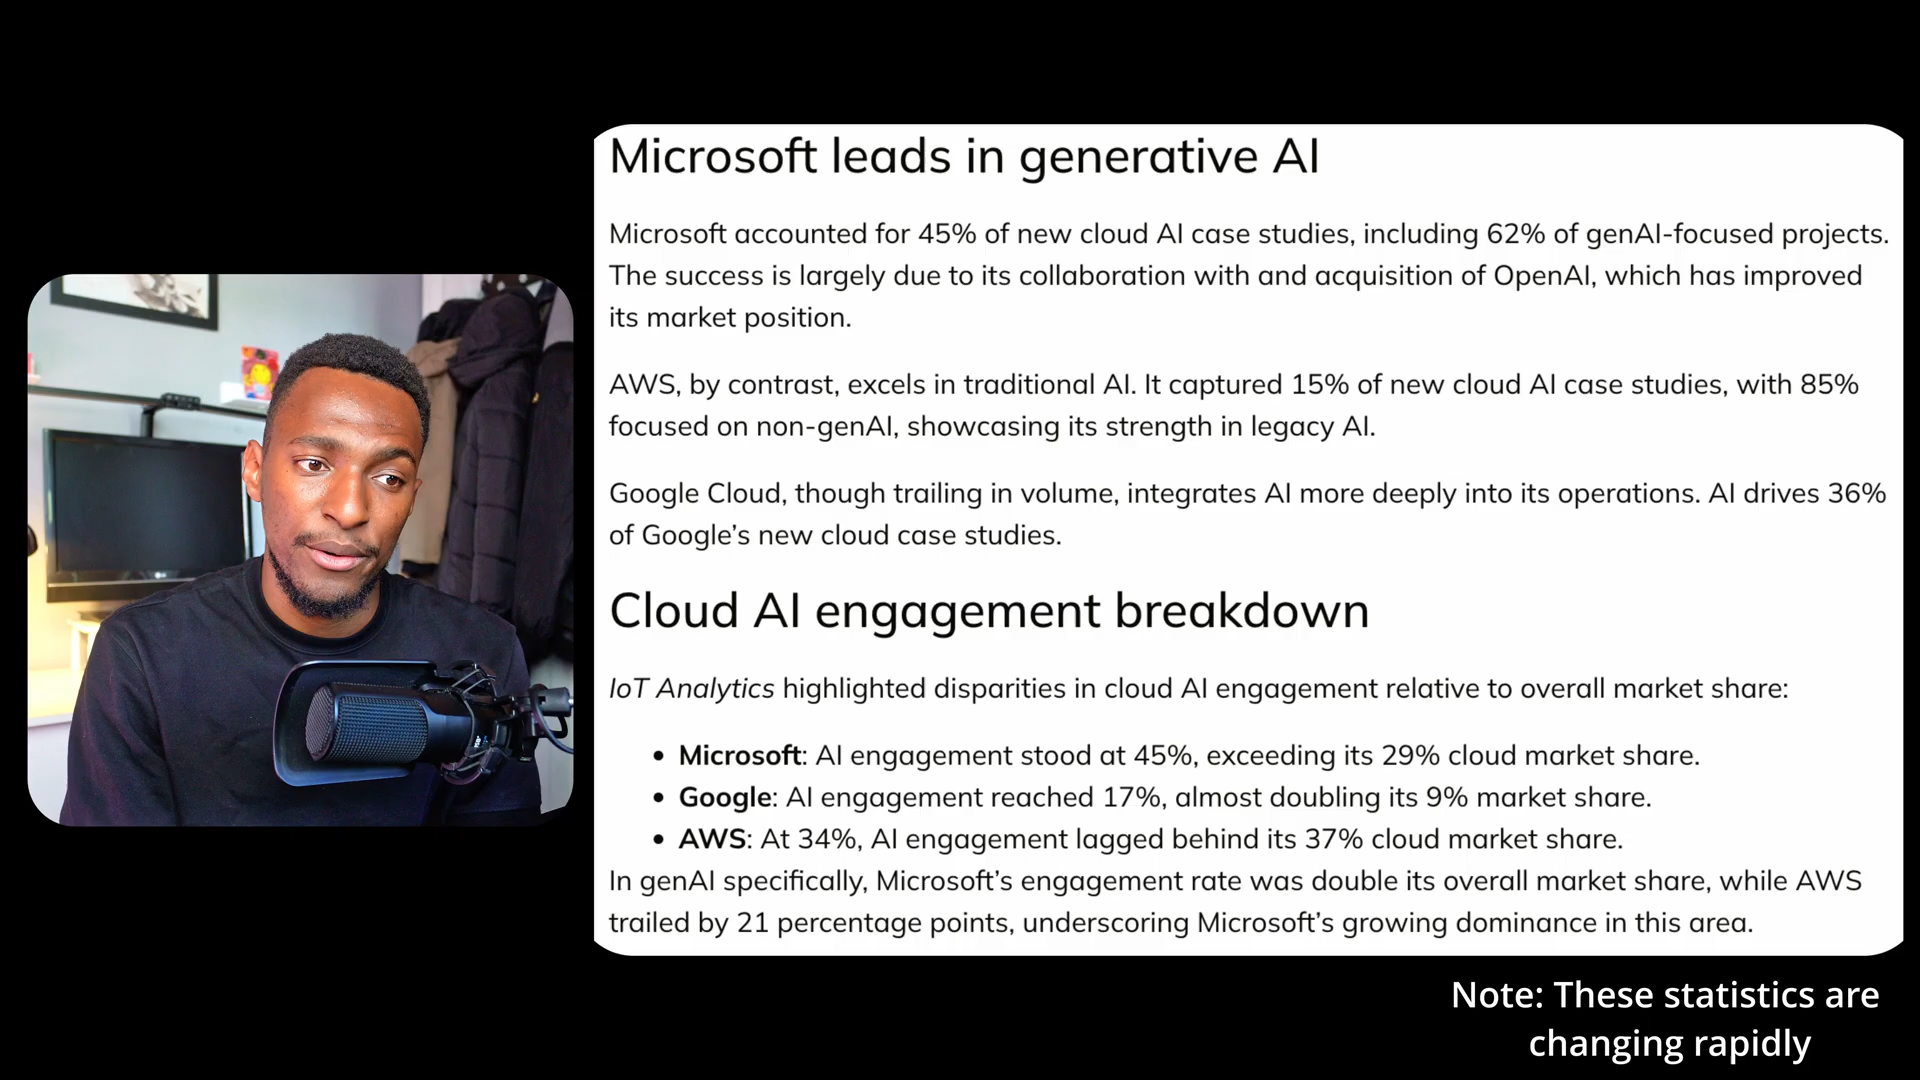 Microsoft leads in generative AI
Microsoft accounted for 45% of new cloud AI case studies, including 62% of genAI-focused projects.
The success is largely due to its collaboration with and acquisition of OpenAI, which has improved
its market position.
AWS, by contrast, excels in traditional AI. It captured 15% of new cloud AI case studies, with 85%
focused on non-genAI, showcasing its strength in legacy AI.
Google Cloud, though trailing in volume, integrates AI more deeply into its operations. AI drives 36%
of Google’s new cloud case studies.
Cloud AI engagement breakdown
IoT Analytics highlighted disparities in cloud AI engagement relative to overall market share:
• Microsoft: AI engagement stood at 45%, exceeding its 29% cloud market share.
• Google: AI engagement reached 17%, almost doubling its 9% market share.
• AWS: At 34%, AI engagement lagged behind its 37% cloud market share.
In genAI specifically, Microsoft’s engagement rate was double its overall market share, while AWS
trailed by 21 percentage points, underscoring Microsoft’s growing dominance in this area.
Note: These statistics are
changing rapidly